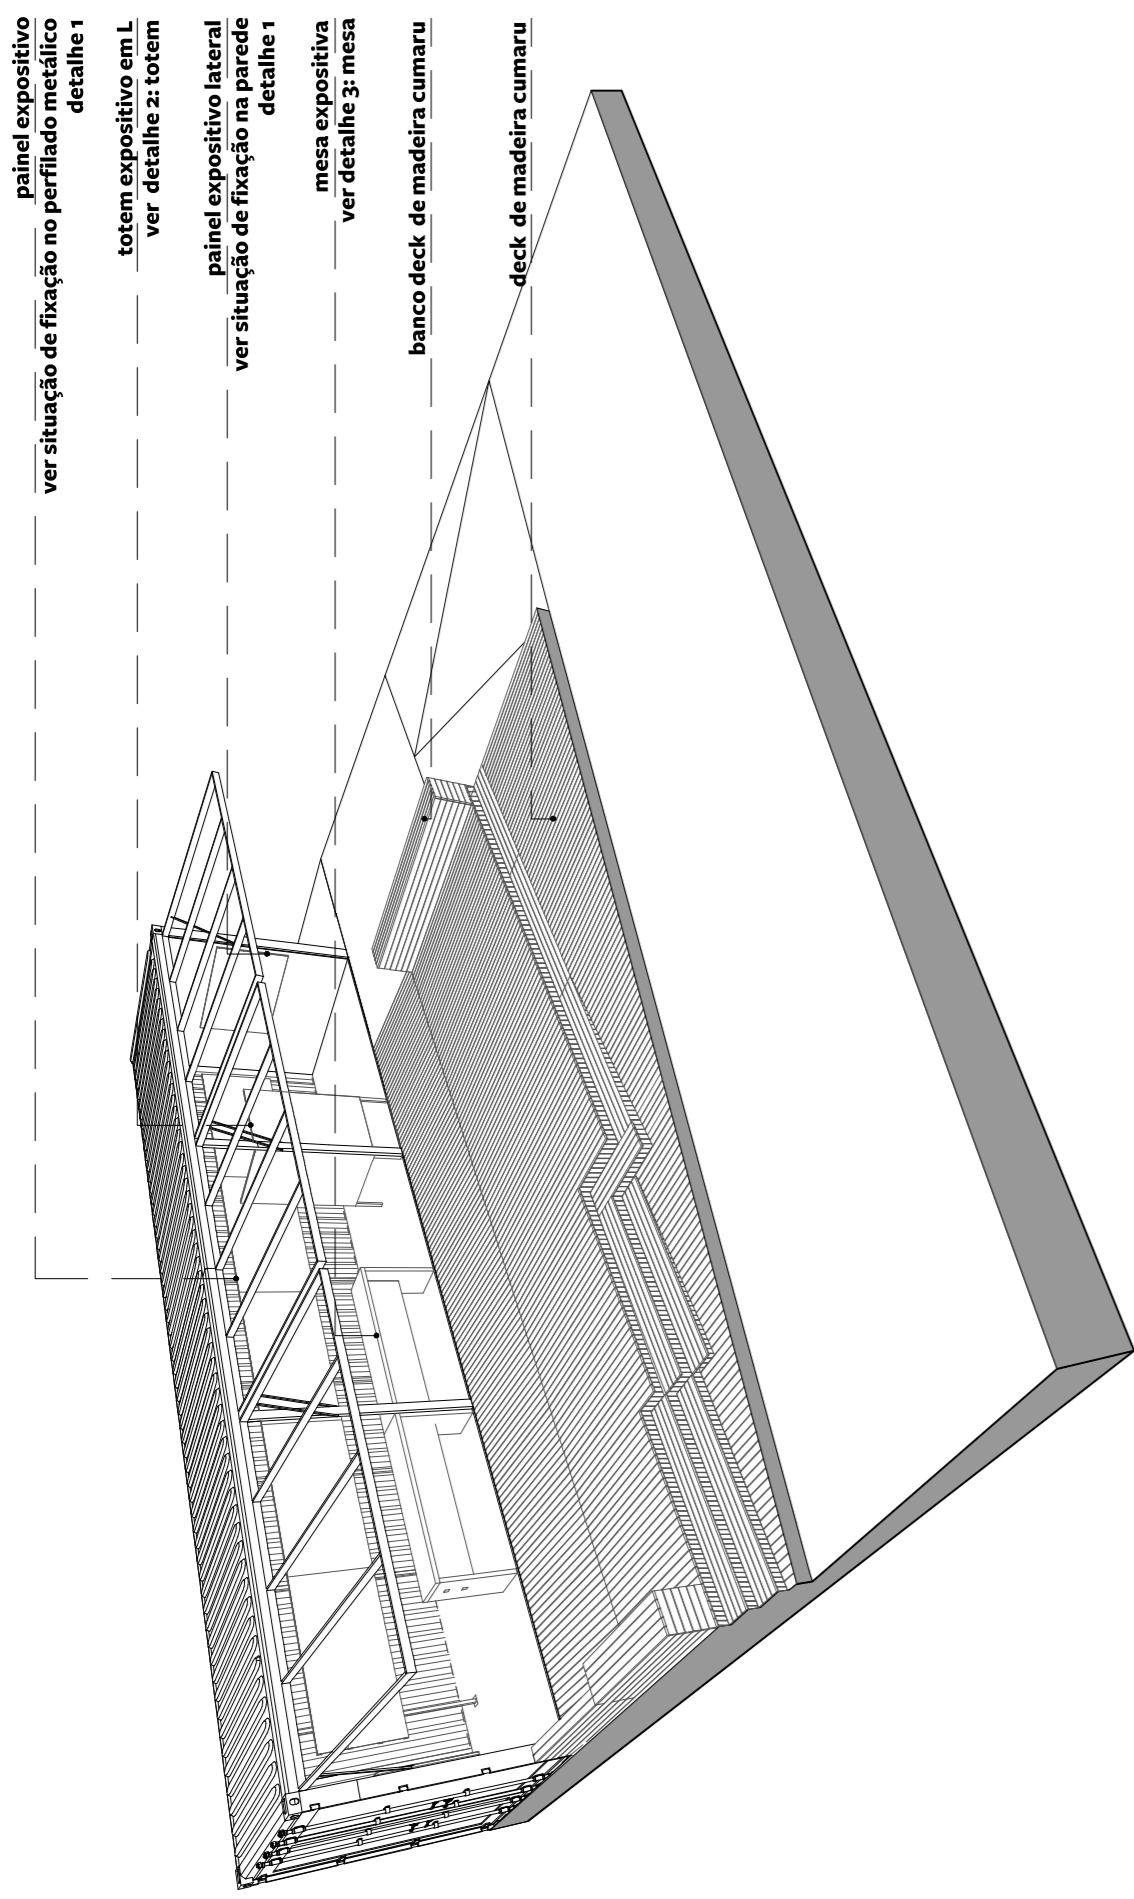 painel expositivo
ver situação de fixação no perfilado metálico
detalhe 1
totem expositivo em L
ver detalhe 2: totem
painel expositivo lateral
ver situação de fixação na parede
detalhe 1
mesa expositiva
ver detalhe 3: mesa
banco deck de madeira cumaru
deck de madeira cumaru